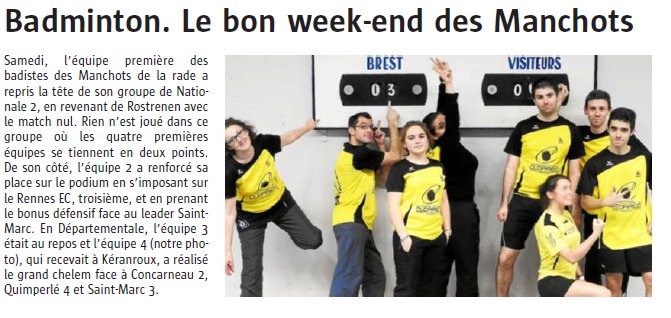 Badminton. Le bon week-end des Manchots
Samedi, l'équipe première des
badistes des Manchots de la rade a
repris la tête de son groupe de Natio-
nale 2, en revenant de Rostrenen avec
le match nul. Rien n'est joué dans ce
groupe où les quatre premières
équipes se tiennent en deux points.
De son côté, l'équipe 2 a renforcé sa
place sur le podium en s'imposant sur
le Rennes EC, troisième, et en prenant
le bonus défensif face au leader Saint-
Marc. En Départementale, l'équipe 3
était au repos et l'équipe 4 (notre pho-
to), qui recevait à Kéranroux, a réalisé
le grand chelem face à Concarneau 2,
Quimperlé 4 et Saint-Marc 3.
BREST
VISITEURS
03